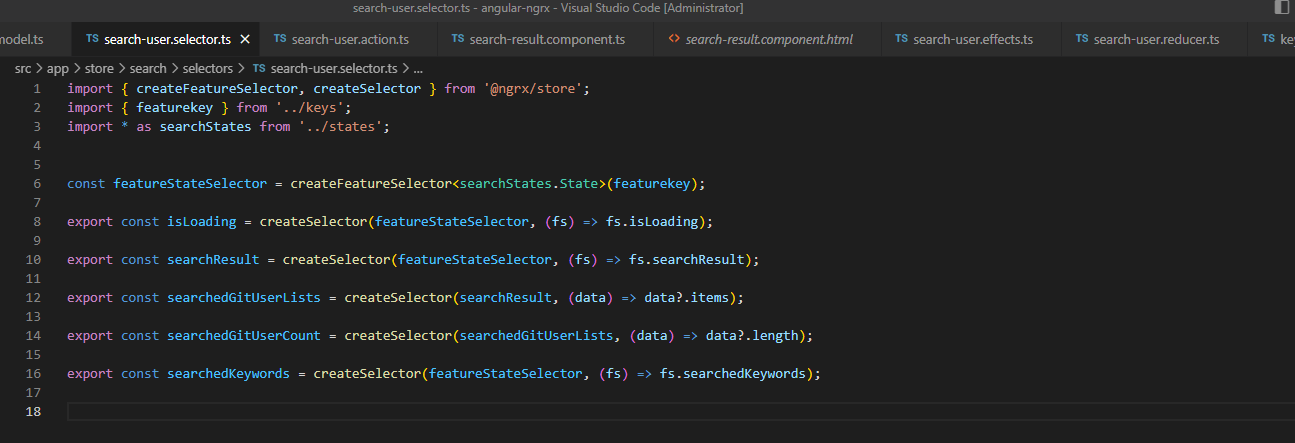 search-user.selector.ts - angular-ngrx - Visual Studio Code [Administrator]
model.ts TS search-user.selector.ts × TS search-user.action.ts TS search-result.component.ts <> search-result.component.html TS search-user.effects.ts TS search-user.reducer.ts TS
src > app > store > search > selectors > TS search-user.selector.ts > ...
1 import { createFeatureSelector, createSelector } from '@ngrx/store';
2 import { featurekey } from '../keys';
3 import * as searchStates from '../states';
4
5
6 const featureStateSelector = createFeatureSelector<searchStates.State>(featurekey);
7
8 export const isLoading = createSelector(featureStateSelector, (fs) => fs.isLoading);
9
10 export const searchResult = createSelector(featureStateSelector, (fs) => fs.searchResult);
11
12 export const searchedGitUserLists = createSelector(searchResult, (data) => data?.items);
13
14 export const searchedGitUserCount = createSelector(searchedGitUserLists, (data) => data?.length);
15
16 export const searchedKeywords = createSelector(featureStateSelector, (fs) => fs.searchedKeywords);
17
18